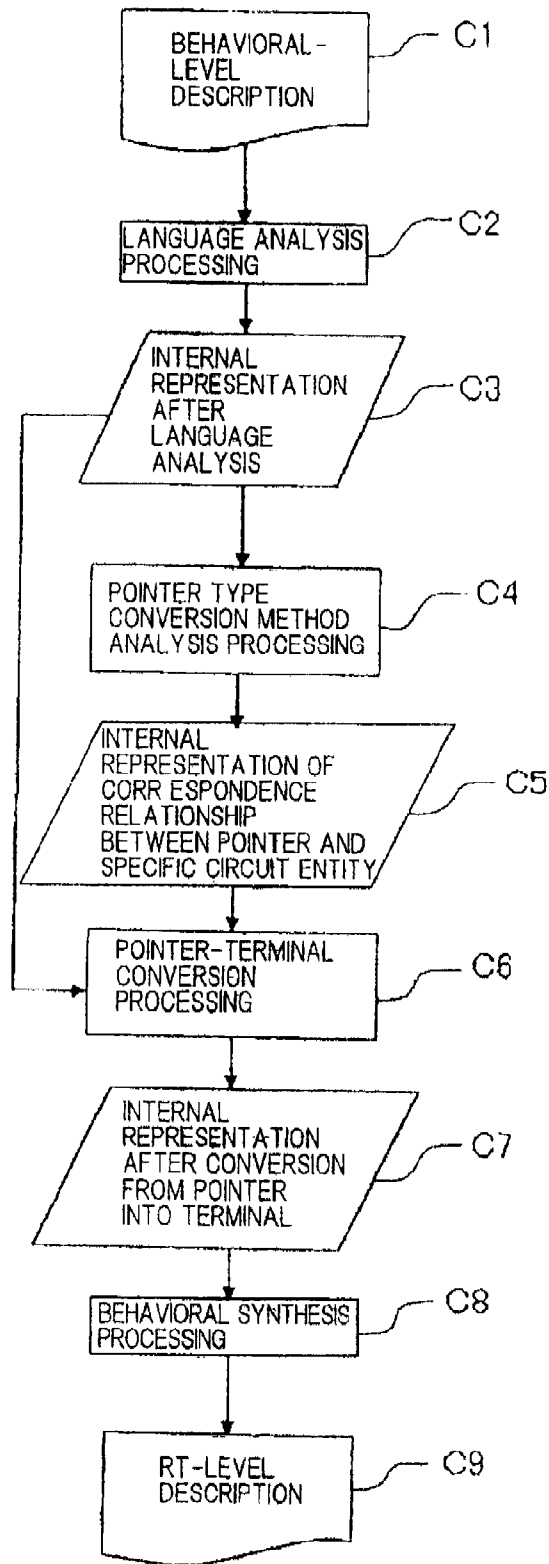 BEHAVIORAL-
LEVEL
DESCRIPTION
C1
LANGUAGE ANALYSIS
PROCESSING
C2
INTERNAL
REPRESENTATION
AFTER
LANGUAGE
ANALYSIS
C3
POINTER TYPE
CONVERSION METHOD
ANALYSIS PROCESSING
C4
INTERNAL
REPRESENTATION OF
CORR ESPONDENCE
RELATIONSHIP
BETWEEN POINTER AND
SPECIFIC CIRCUIT ENTITY
C5
POINTER-TERMINAL
CONVERSION
PROCESSING
C6
INTERNAL
REPRESENTATION
AFTER CONVERSION
FROM POINTER
INTO TERMINAL
C7
BEHAVIORAL SYNTHESIS
PROCESSING
C8
RT-LEVEL
DESCRIPTION
C9